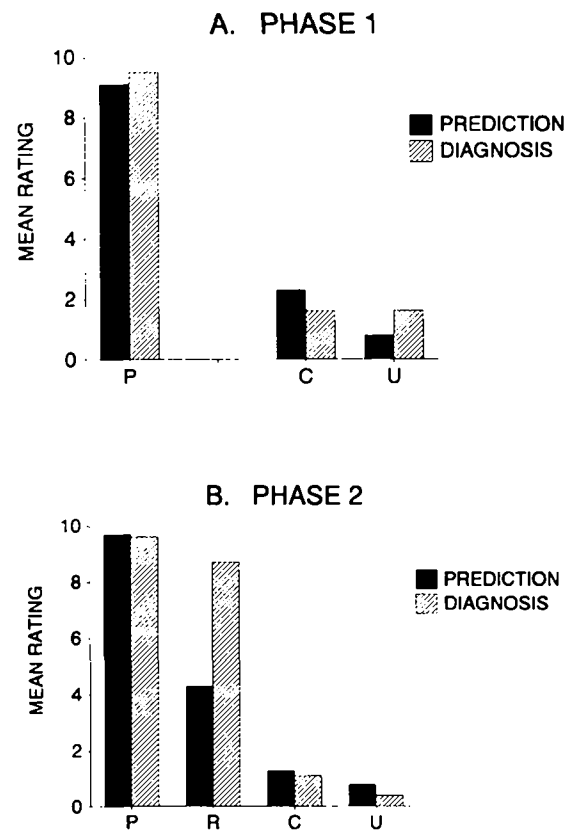 A. PHASE 1
10
8
6
4
2
0
MEAN RATING
PREDICTION
DIAGNOSIS
P
C
U
B. PHASE 2
10
8
6
4
2
0
MEAN RATING
PREDICTION
DIAGNOSIS
P
R
C
U